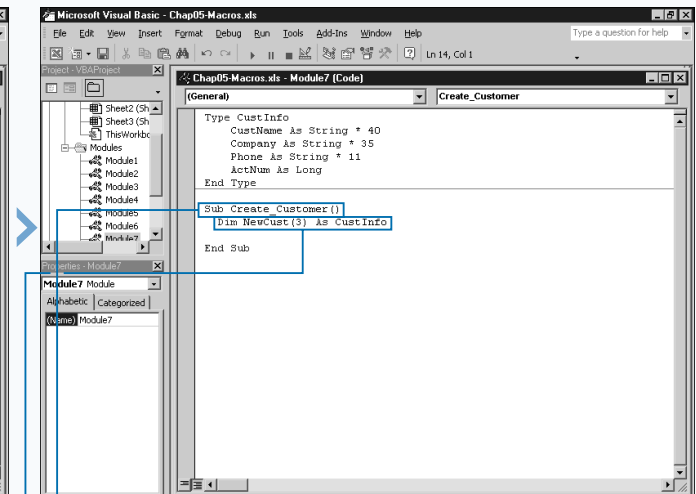 Microsoft Visual Basic - Chap05-Macros.xls
File Edit View Insert Format Debug Run Tools Add-Ins Window Help
Type a question for help
Ln 14, Col 1
Project - VBAProject
Sheet2 (Sh
Sheet3 (Sh
ThisWorkbo
Modules
Module1
Module2
Module3
Module4
Module5
Module6
Module7
Properties - Module7
Module7 Module
Alphabetic Categorized
(Name) Module7
Chap05-Macros.xls - Module7 (Code)
(General) Create_Customer
Type CustInfo
CustName As String * 40
Company As String * 35
Phone As String * 11
ActNum As Long
End Type
Sub Create_Customer()
Dim NewCust(3) As CustInfo
End Sub